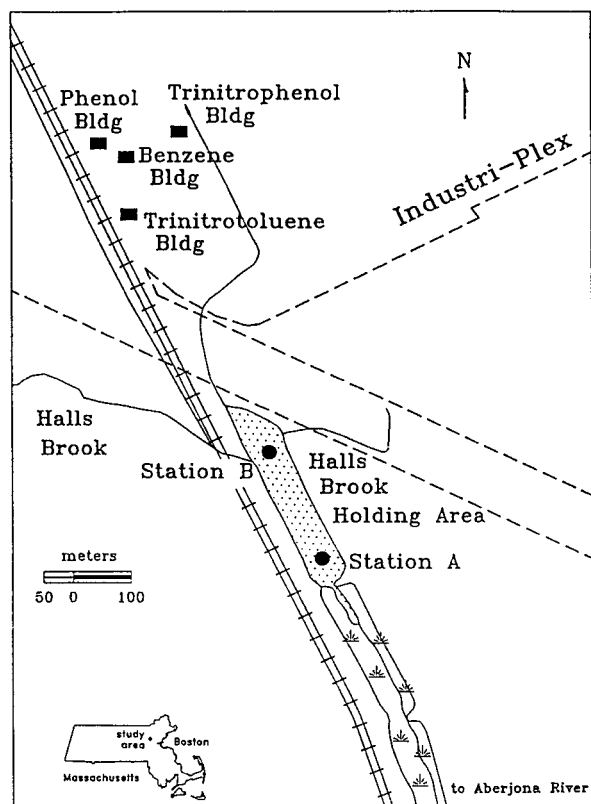 N
Phenol
Bldg
Trinitrophenol
Bldg
Benzene
Bldg
Trinitrotoluene
Bldg
Industri-Plex
Halls
Brook
Station B
Halls
Brook
Holding Area
Station A
meters
50 0 100
study
area
Boston
Massachusetts
to Aberjona River